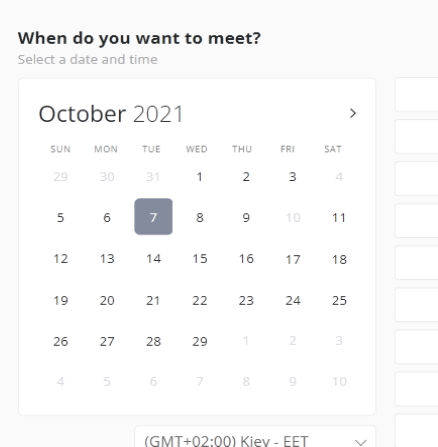 When do you want to meet?
Select a date and time
October 2021
SUN MON TUE WED THU FRI SAT
29 30 31 1 2 3 4
5 6 7 8 9 10 11
12 13 14 15 16 17 18
19 20 21 22 23 24 25
26 27 28 29 1 2 3
4 5 6 7 8 9 10
(GMT+02:00) Kiev - EET